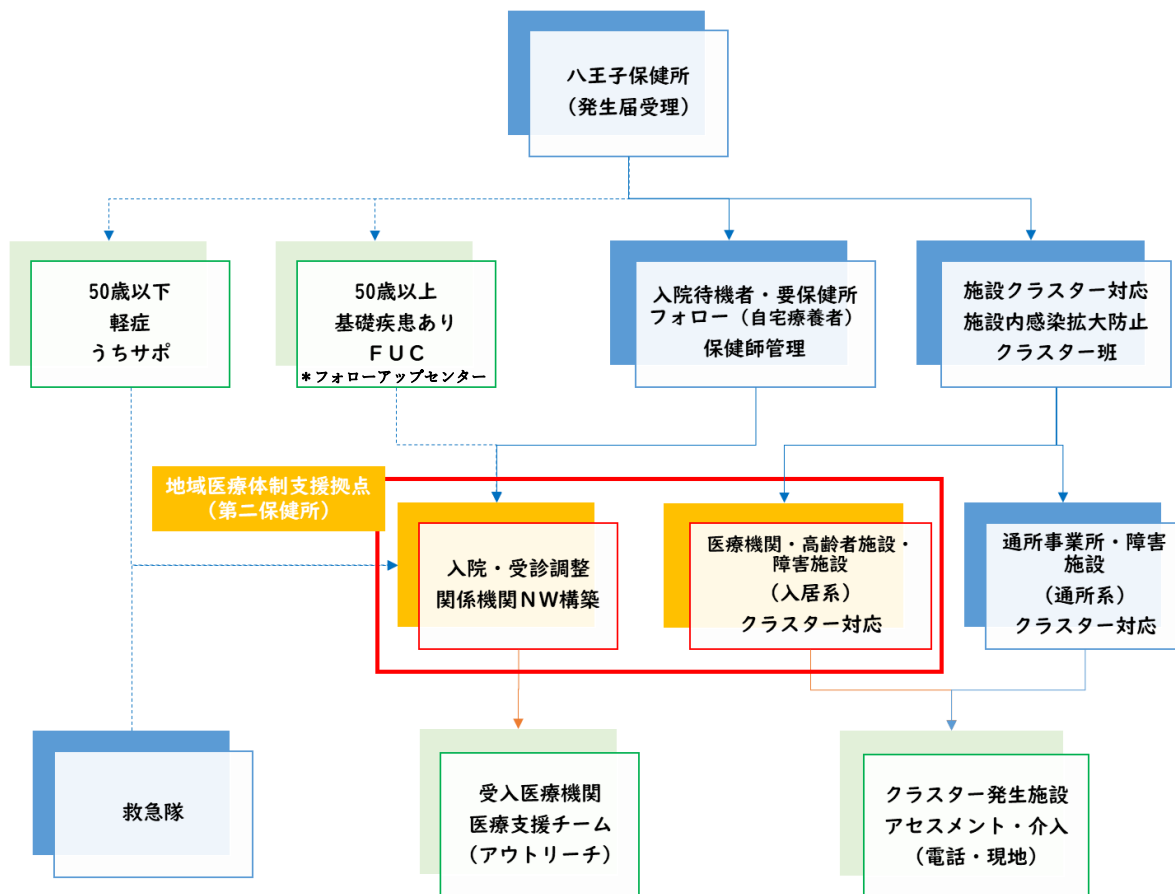 八王子保健所
（発生届受理）
50歳以下
軽症
うちサポ
50歳以上
基礎疾患あり
ＦＵＣ
＊フォローアップセンター
入院待機者・要保健所
フォロー（自宅療養者）
保健師管理
施設クラスター対応
施設内感染拡大防止
クラスター班
地域医療体制支援拠点
（第二保健所）
入院・受診調整
関係機関ＮＷ構築
医療機関・高齢者施設・
障害施設
（入居系）
クラスター対応
通所事業所・障害
施設
（通所系）
クラスター対応
救急隊
受入医療機関
医療支援チーム
（アウトリーチ）
クラスター発生施設
アセスメント・介入
（電話・現地）